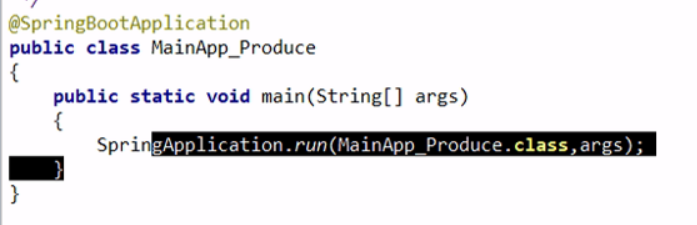 */
@SpringBootApplication
public class MainApp_Produce
{
    public static void main(String[] args)
    {
        SpringApplication.run(MainApp_Produce.class,args);
    }
}